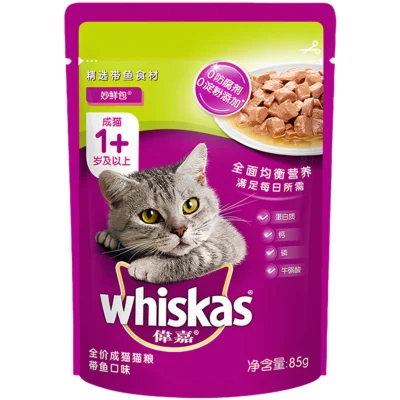 精选带鱼食材
妙鲜包®
成猫
1+
岁及以上
0防腐剂
0淀粉添加*
全面均衡营养
满足每日所需
蛋白质
钙
磷
牛磺酸
whiskas®
偉嘉®
全价成猫猫粮
带鱼口味
净含量:85g